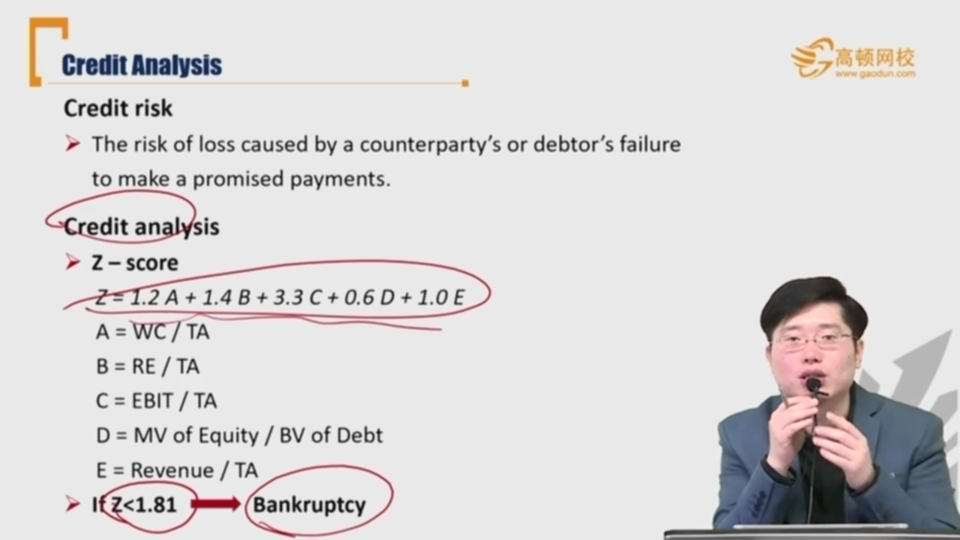 Credit Analysis
高顿网校
www.gaodun.com
Credit risk
The risk of loss caused by a counterparty's or debtor's failure
to make a promised payments.
Credit analysis
Z – score
Z = 1.2 A + 1.4 B + 3.3 C + 0.6 D + 1.0 E
A = WC / TA
B = RE / TA
C = EBIT / TA
D = MV of Equity / BV of Debt
E = Revenue / TA
If Z<1.81 Bankruptcy